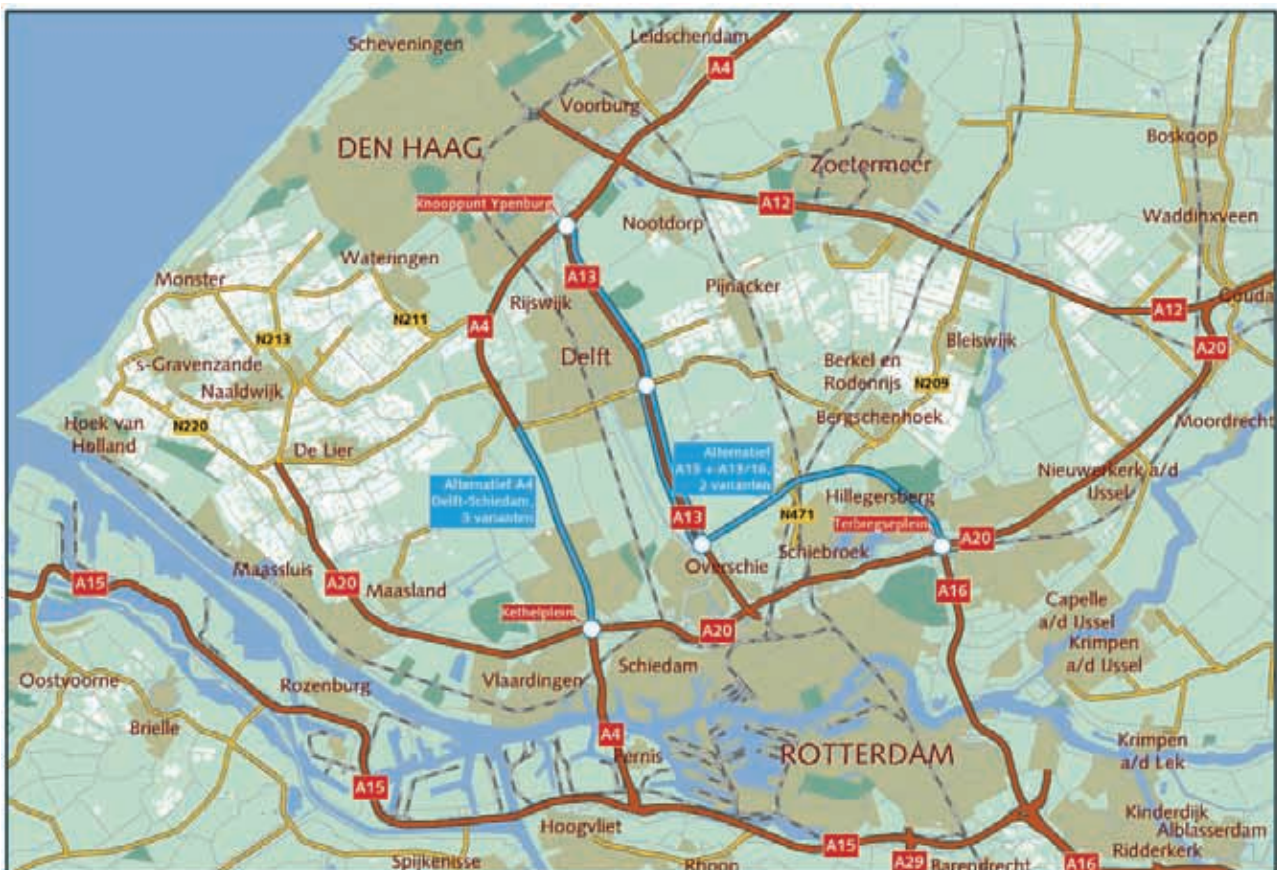 Scheveningen
Leidschendam
A4
Voorburg
DEN HAAG
Zoetermeer
Boskoop
Knooppunt Ypenburg
A12
Nootdorp
Waddinxveen
Wateringen
Monster
A13
Pijnacker
Rijswijk
N211
A4
A12
Gouda
N213
Bleiswijk
A20
's-Gravenzande
Delft
Berkel en
Rodenrijs
N209
Naaldwijk
Bergschenhoek
Moordrecht
Hoek van
Holland
N220
De Lier
Alternatief A4
Delft-Schiedam,
3 varianten
Alternatief
A13 + A13/16,
2 varianten
Nieuwerkerk a/d
IJssel
Hillegersberg
N471
A13
Terbregseplein
A20
Schiebroek
Overschie
Maassluis
A15
A20
Maasland
A16
Capelle
a/d IJssel
Kethelplein
A20
Krimpen
a/d IJssel
Schiedam
Vlaardingen
Oostvoorne
Rozenburg
Brielle
A4
Pernis
ROTTERDAM
Krimpen
a/d Lek
A15
Hoogvliet
Kinderdijk
Alblasserdam
A15
Ridderkerk
Spijkenisse
Rhoon
A29
Barendrecht
A16